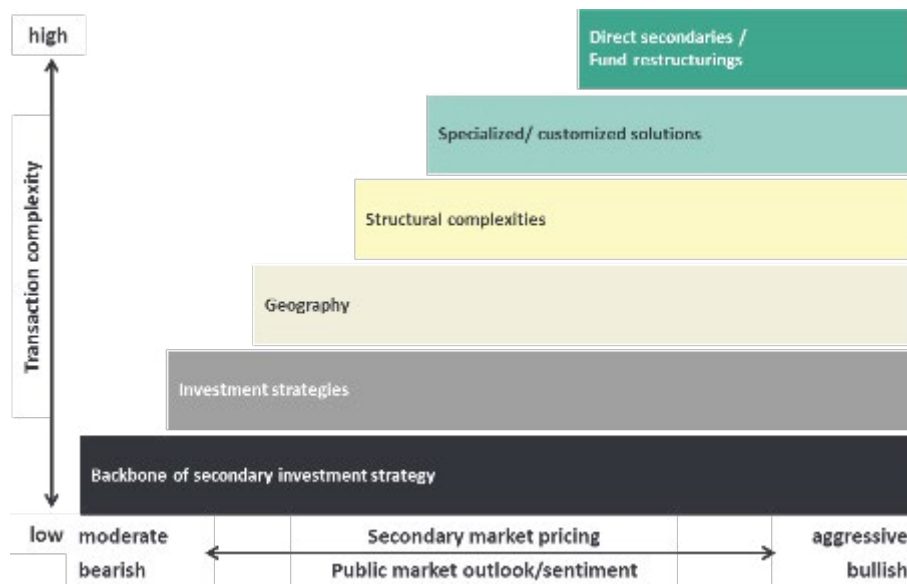 high
Direct secondaries /
Fund restructurings
Specialized/ customized solutions
Structural complexities
Transaction complexity
Geography
Investment strategies
Backbone of secondary investment strategy
low moderate Secondary market pricing aggressive
bearish Public market outlook/sentiment bullish